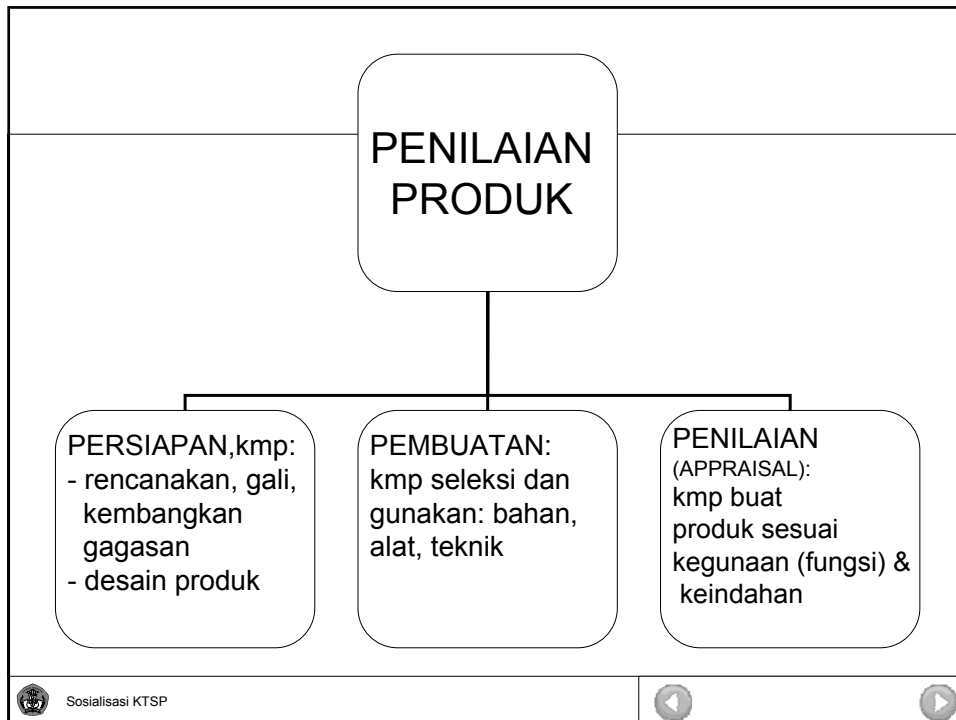 PENILAIAN
PRODUK
PERSIAPAN,kmp:
- rencanakan, gali,
kembangkan
gagasan
- desain produk
PEMBUATAN:
kmp seleksi dan
gunakan: bahan,
alat, teknik
PENILAIAN
(APPRAISAL):
kmp buat
produk sesuai
kegunaan (fungsi) &
keindahan
Sosialisasi KTSP